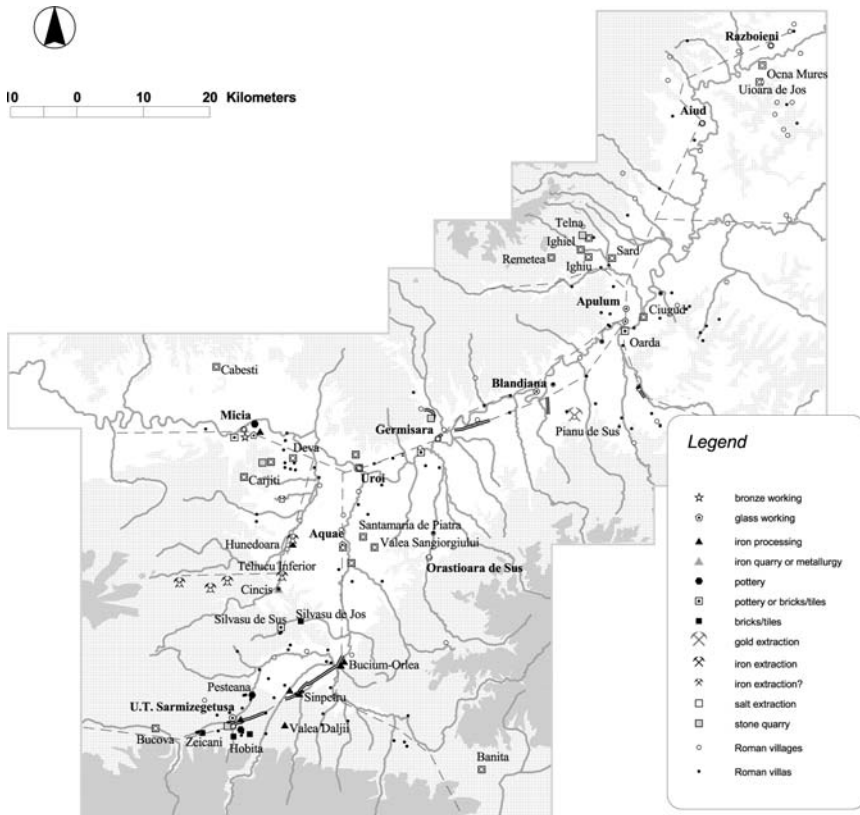 10 0 10 20 Kilometers
Razboieni
Ocna Mures
Uioara de Jos
Aiud
Telna
Ighiel
Sard
Remetea
Ighiu
Apulum
Ciugud
Oarda
Cabesti
Blandiana
Micia
Germisara
Pianu de Sus
Deva
Carjiti
Uroi
Santamaria de Piatra
Aquae
Valea Sangiorgiului
Hunedoara
Teliucu Inferior
Orastioara de Sus
Cincis
Silvasu de Jos
Silvasu de Sus
Bucium-Orlea
Pesteana
Sinpetru
U.T. Sarmizegetusa
Valea Daljii
Bucova
Zeicani
Hobita
Banita
Legend
bronze working
glass working
iron processing
iron quarry or metallurgy
pottery
pottery or bricks/tiles
bricks/tiles
gold extraction
iron extraction
iron extraction?
salt extraction
stone quarry
Roman villages
Roman villas